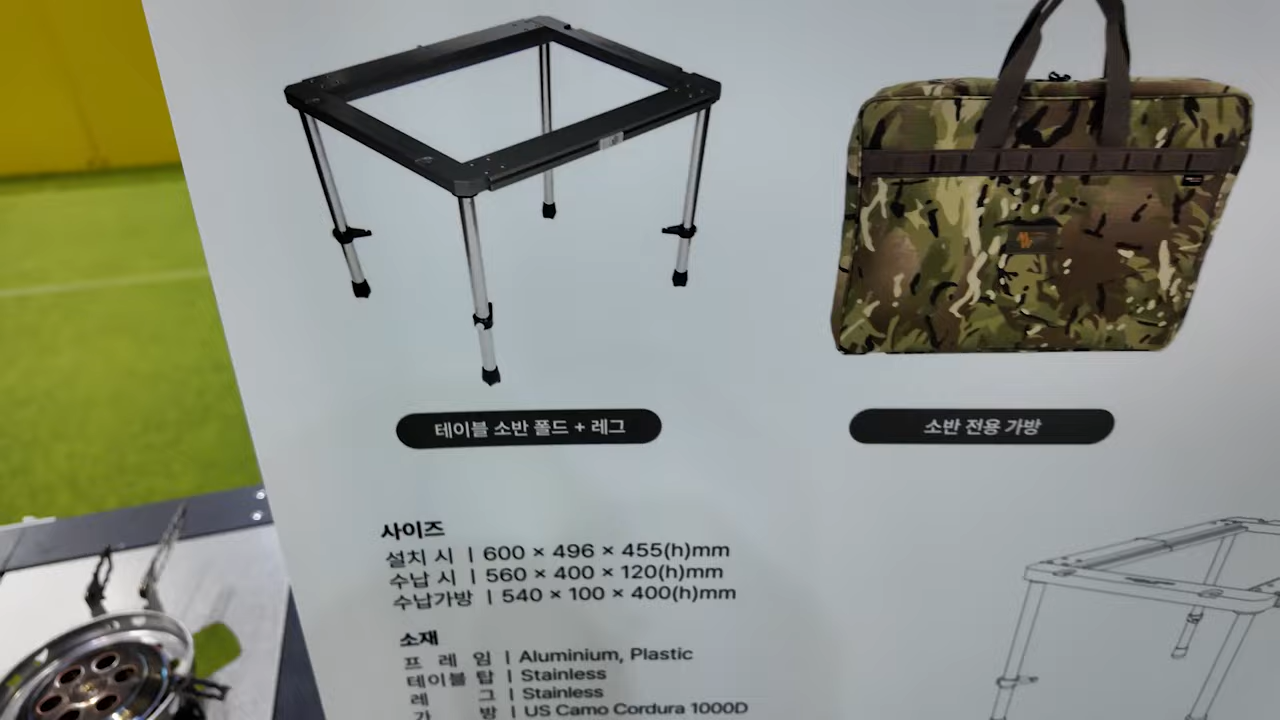 테이블 소반 폴드 + 레그
소반 전용 가방
사이즈
설치 시 | 600 × 496 × 455(h)mm
수납 시 | 560 × 400 × 120(h)mm
수납가방 | 540 × 100 × 400(h)mm
소재
프 레 임 | Aluminium, Plastic
테이블 탑 | Stainless
레 그 | Stainless
가 방 | US Camo Cordura 1000D